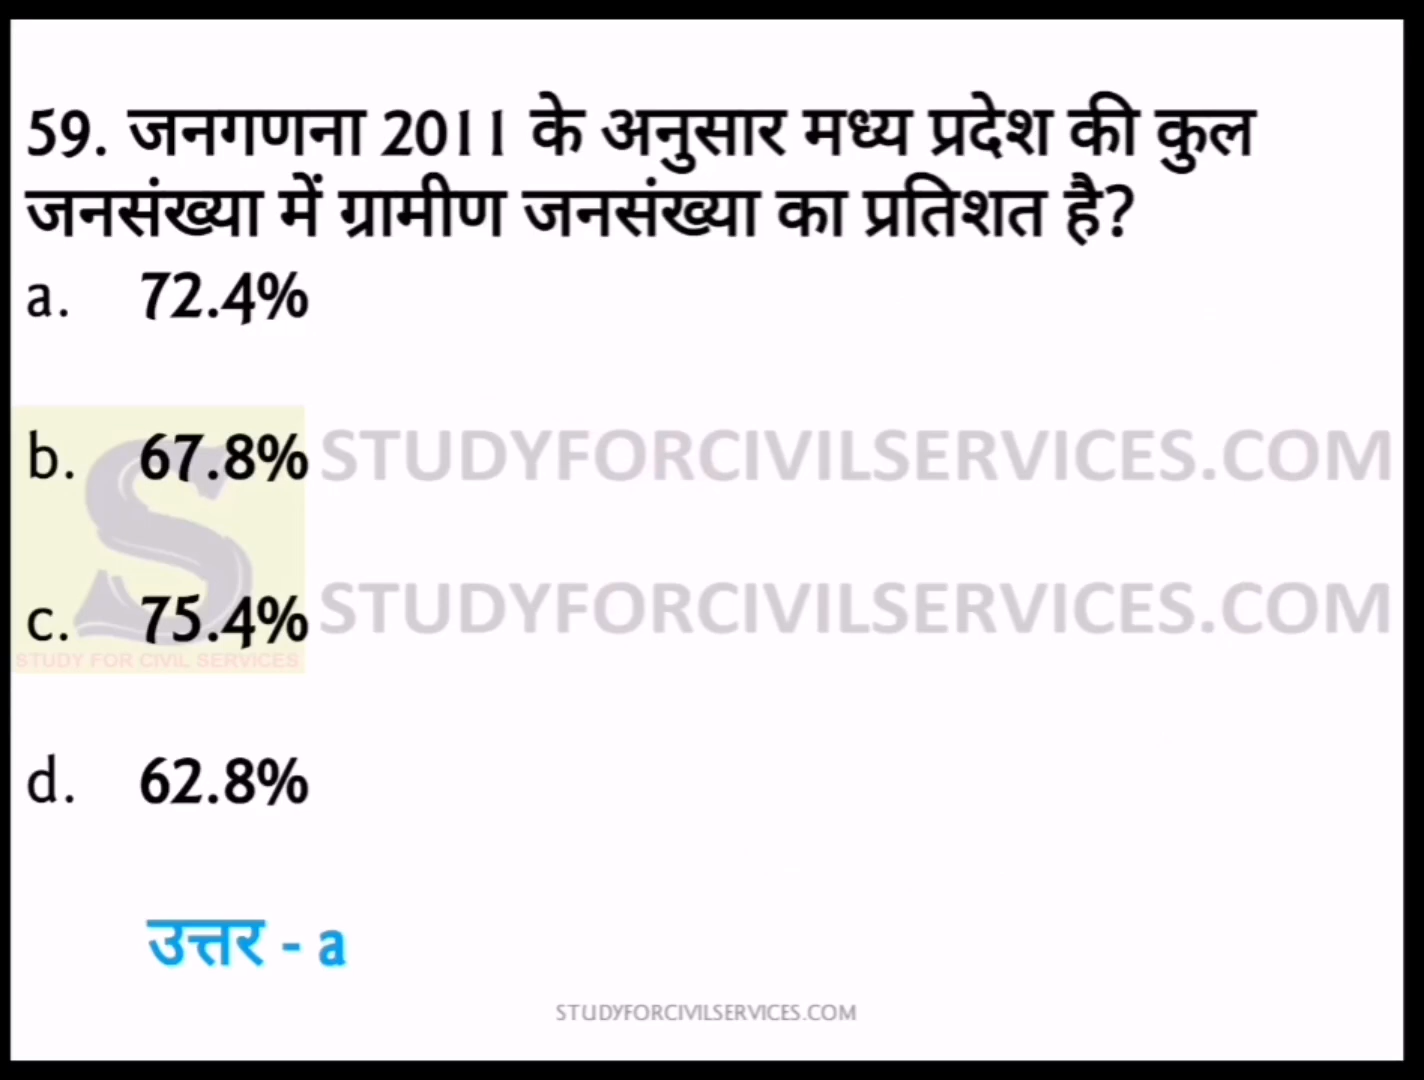 59. जनगणना 2011 के अनुसार मध्य प्रदेश की कुल
जनसंख्या में ग्रामीण जनसंख्या का प्रतिशत है?
a. 72.4%
b. 67.8% STUDYFORCIVILSERVICES.COM
c. 75.4% STUDYFORCIVILSERVICES.COM
STUDY FOR CIVIL SERVICES
d. 62.8%
उत्तर - a
STUDYFORCIVILSERVICES.COM